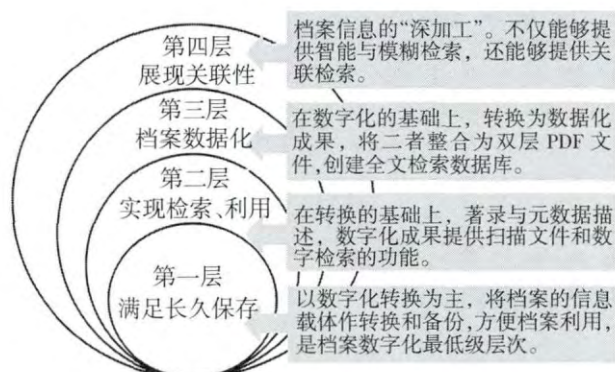 第四层
展现关联性
档案信息的“深加工”。不仅能够提
供智能与模糊检索，还能够提供关
联检索。
第三层
档案数据化
在数字化的基础上，转换为数据化
成果，将二者整合为双层 PDF 文
件,创建全文检索数据库。
第二层
实现检索、利用
在转换的基础上，著录与元数据描
述，数字化成果提供扫描文件和数
字检索的功能。
第一层
满足长久保存
以数字化转换为主，将档案的信息
载体作转换和备份,方便档案利用,
是档案数字化最低级层次。